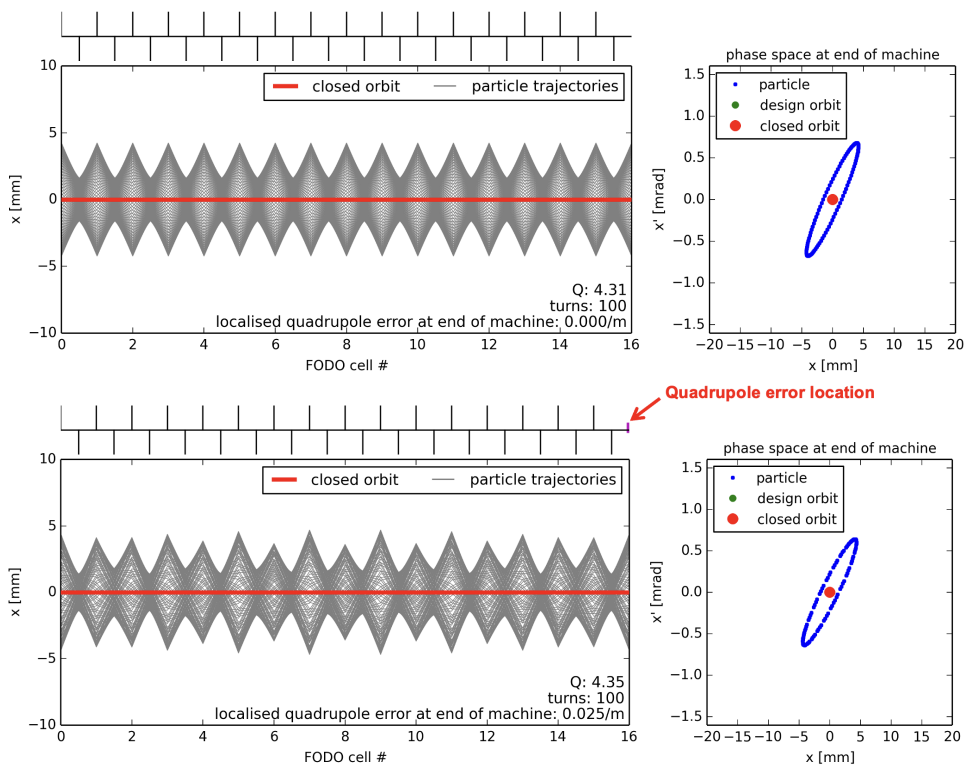 closed orbit particle trajectories
10
5
0
−5
−10
x [mm]
Q: 4.31
turns: 100
localised quadrupole error at end of machine: 0.000/m
0 2 4 6 8 10 12 14 16
FODO cell #
phase space at end of machine
particle
design orbit
closed orbit
1.5
1.0
0.5
0.0
−0.5
−1.0
−1.5
x' [mrad]
−20 −15 −10 −5 0 5 10 15 20
x [mm]
Quadrupole error location
closed orbit particle trajectories
10
5
0
−5
−10
x [mm]
Q: 4.35
turns: 100
localised quadrupole error at end of machine: 0.025/m
0 2 4 6 8 10 12 14 16
FODO cell #
phase space at end of machine
particle
design orbit
closed orbit
1.5
1.0
0.5
0.0
−0.5
−1.0
−1.5
x' [mrad]
−20 −15 −10 −5 0 5 10 15 20
x [mm]